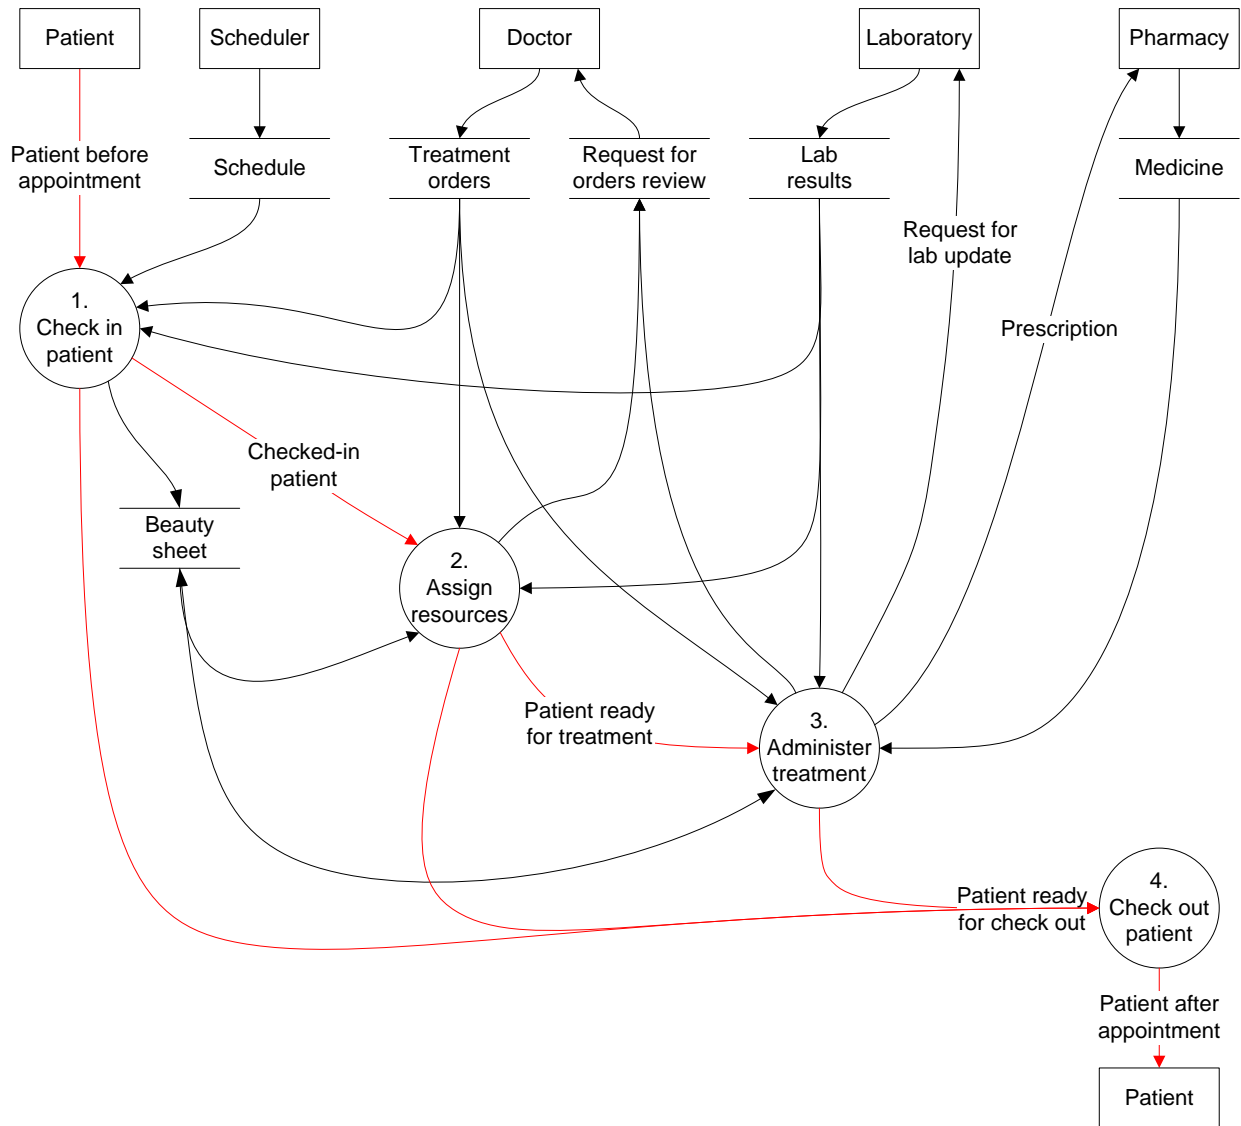 Patient
Scheduler
Doctor
Laboratory
Pharmacy
Patient before
appointment
Schedule
Treatment
orders
Request for
orders review
Lab
results
Medicine
Request for
lab update
1.
Check in
patient
Prescription
Checked-in
patient
Beauty
sheet
2.
Assign
resources
Patient ready
for treatment
3.
Administer
treatment
Patient ready
for check out
4.
Check out
patient
Patient after
appointment
Patient